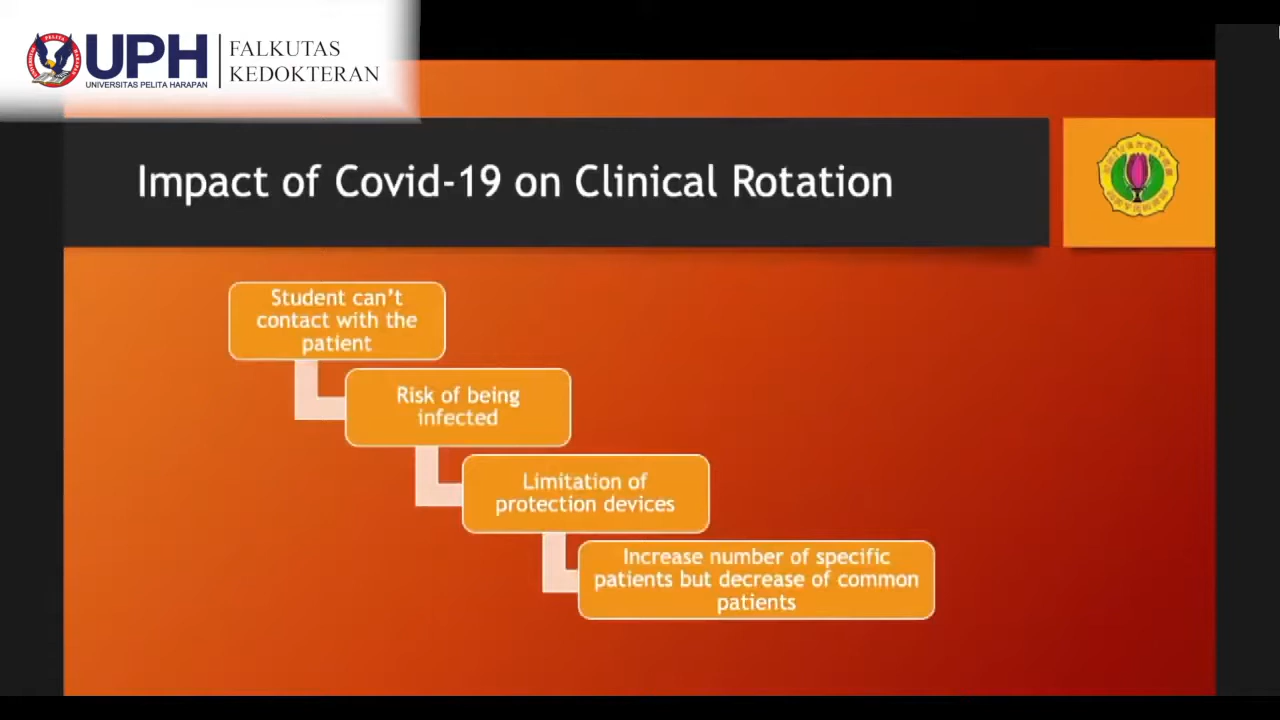 UPH
UNIVERSITAS PELITA HARAPAN
FALKUTAS
KEDOKTERAN
Impact of Covid-19 on Clinical Rotation
Student can't
contact with the
patient
Risk of being
infected
Limitation of
protection devices
Increase number of specific
patients but decrease of common
patients